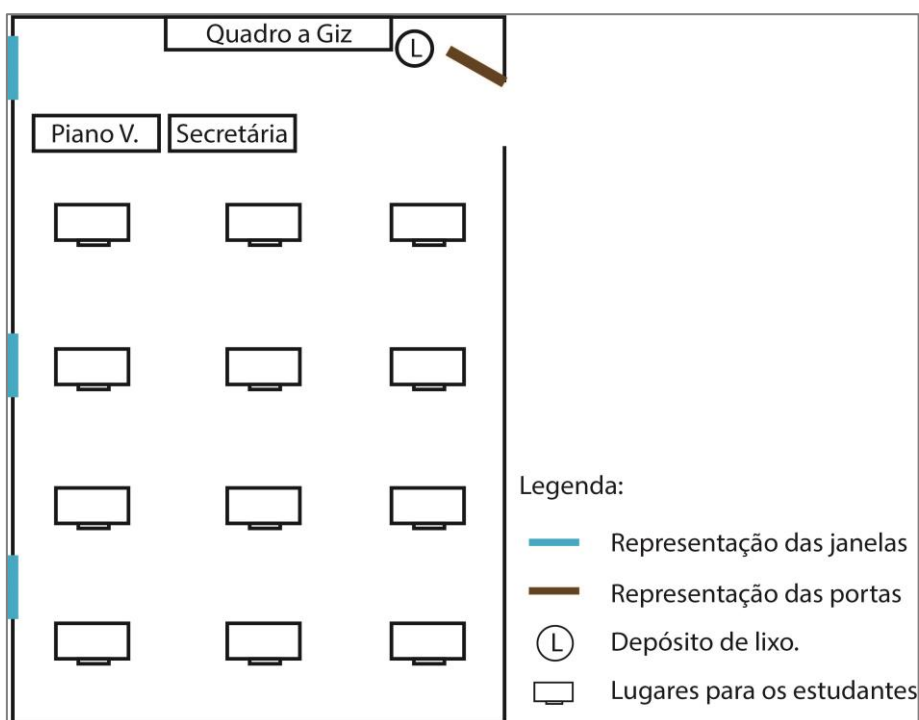 Quadro a Giz
L
Piano V.
Secretária
Legenda:
Representação das janelas
Representação das portas
L
Depósito de lixo.
Lugares para os estudantes